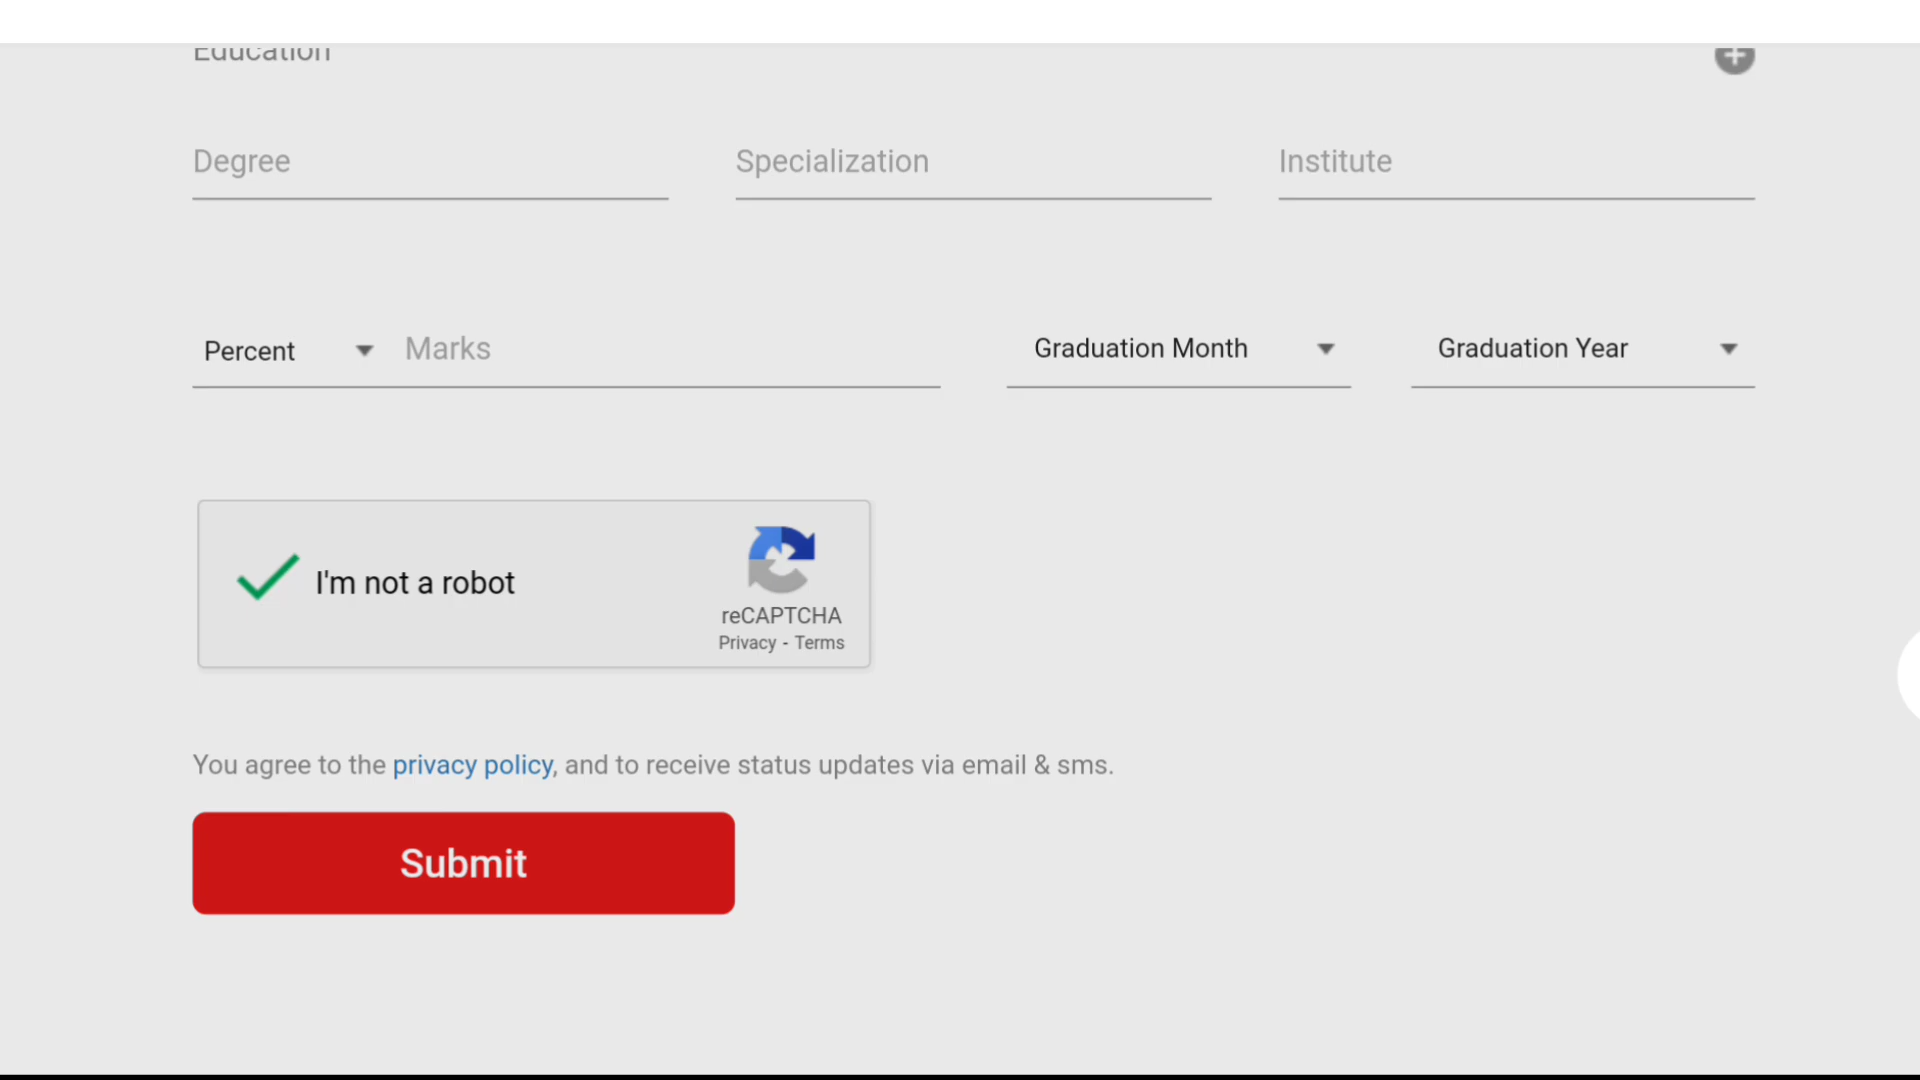 Education
Degree Specialization Institute
Percent Marks Graduation Month Graduation Year
I'm not a robot
reCAPTCHA
Privacy - Terms
You agree to the privacy policy, and to receive status updates via email & sms.
Submit